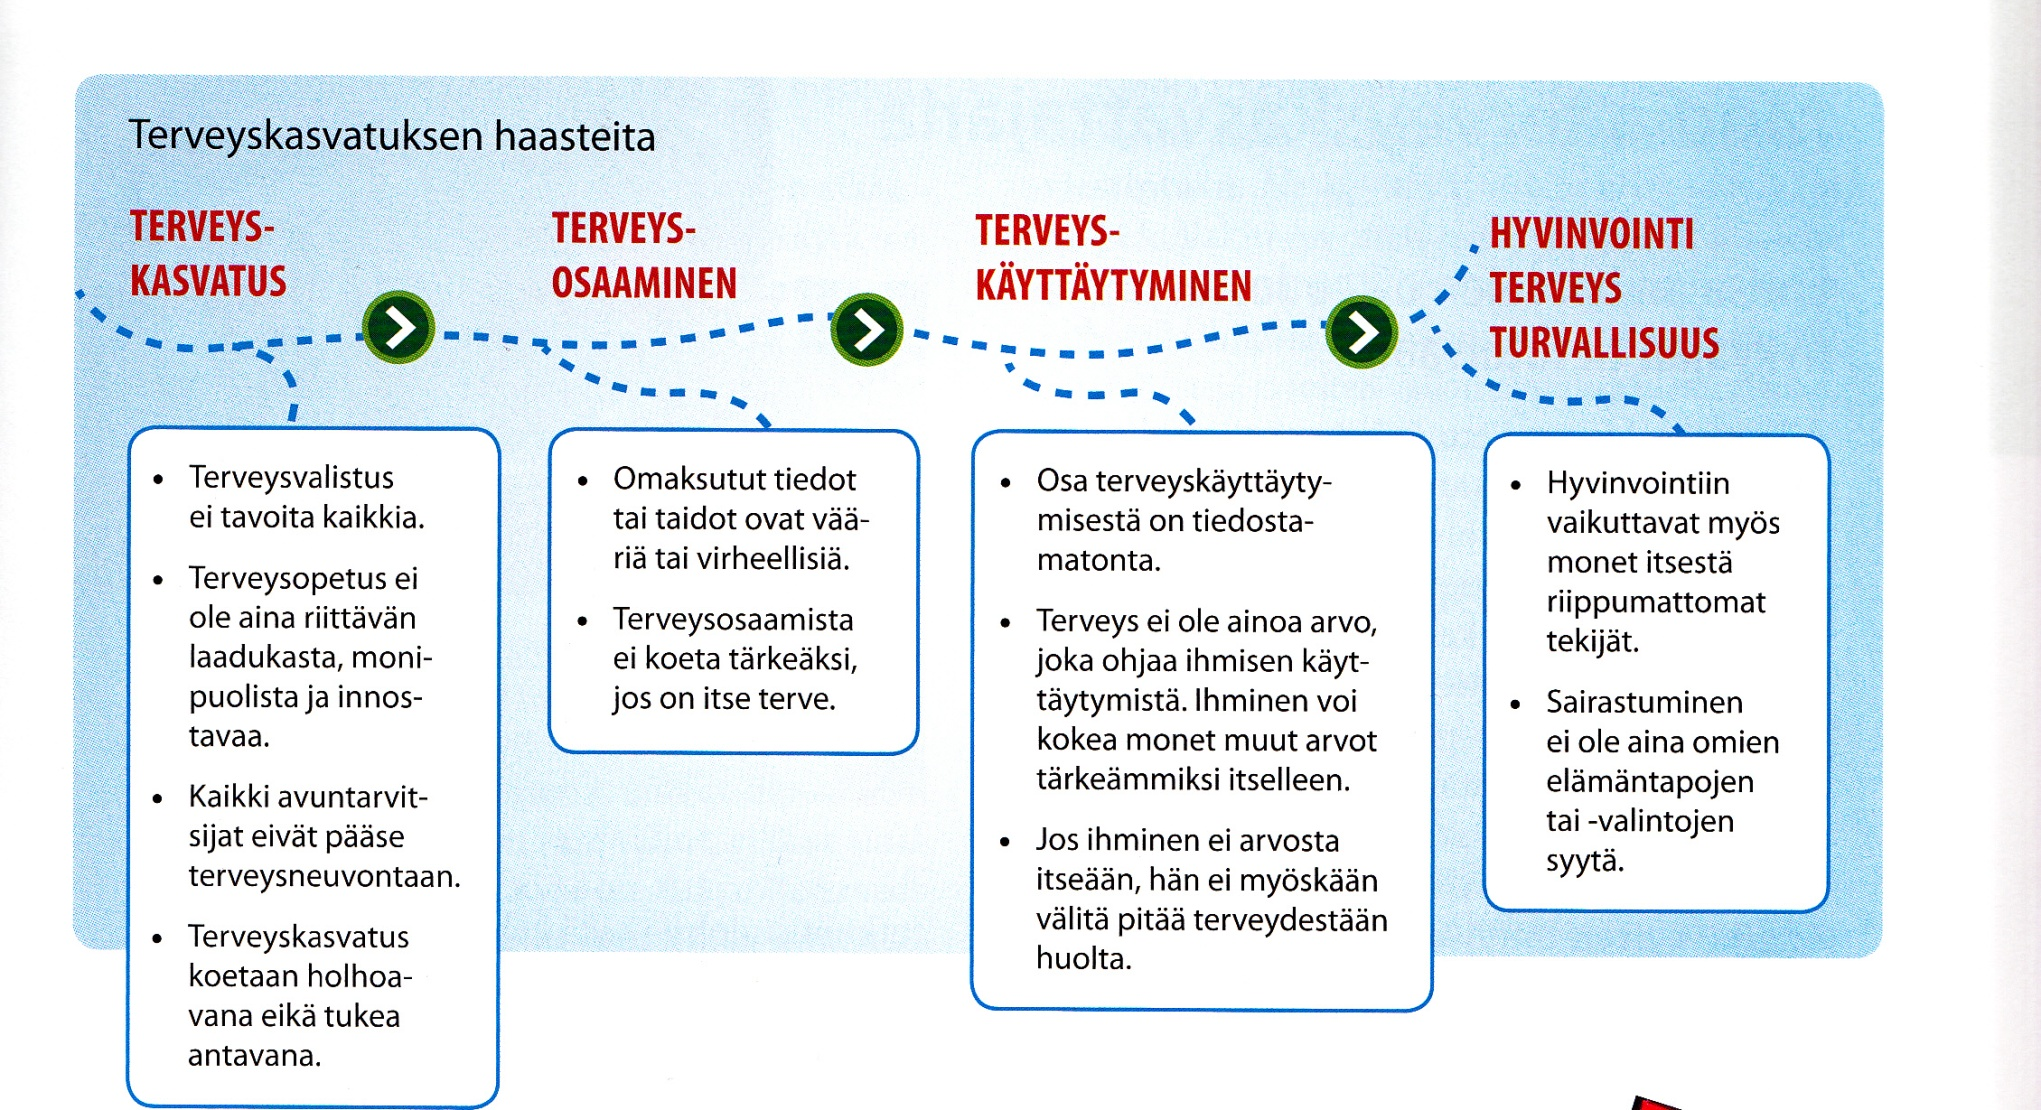 Terveyskasvatuksen haasteita
TERVEYS-
KASVATUS
TERVEYS-
OSAAMINEN
TERVEYS-
KÄYTTÄYTYMINEN
HYVINVOINTI
TERVEYS
TURVALLISUUS
• Terveysvalistus
ei tavoita kaikkia.
• Terveysopetus ei
ole aina riittävän
laadukasta, moni-
puolista ja innos-
tavaa.
• Kaikki avuntarvit-
sijat eivät pääse
terveysneuvontaan.
• Terveyskasvatus
koetaan holhoa-
vana eikä tukea
antavana.
• Omaksutut tiedot
tai taidot ovat vää-
riä tai virheellisiä.
• Terveysosaamista
ei koeta tärkeäksi,
jos on itse terve.
• Osa terveyskäyttäyty-
misestä on tiedosta-
matonta.
• Terveys ei ole ainoa arvo,
joka ohjaa ihmisen käyt-
täytymistä. Ihminen voi
kokea monet muut arvot
tärkeämmiksi itselleen.
• Jos ihminen ei arvosta
itseään, hän ei myöskään
välitä pitää terveydestään
huolta.
• Hyvinvointiin
vaikuttavat myös
monet itsestä
riippumattomat
tekijät.
• Sairastuminen
ei ole aina omien
elämäntapojen
tai -valintojen
syytä.